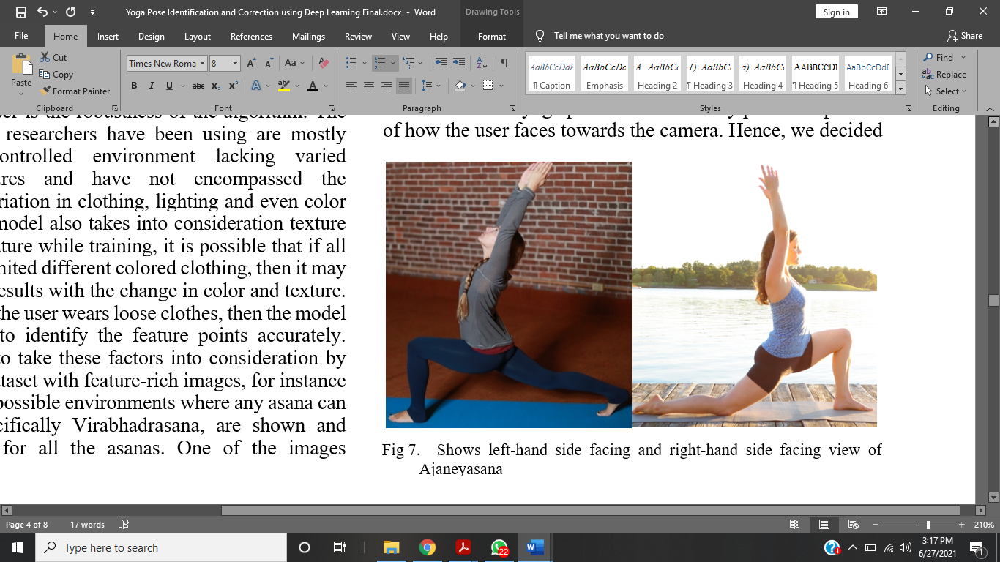 Yoga Pose Identification and Correction using Deep Learning Final.docx - Word
Drawing Tools
Sign in
File Home Insert Design Layout References Mailings Review View Help Format Tell me what you want to do Share
Paste
Cut
Copy
Format Painter
Clipboard
Times New Roma 8
Aa
B I U abc x₂ x² A A
Font
Paragraph
AaBbCcDdE AaBbCcDc A. AaBbCc 1) AaBbC a) AaBbCc AABBCCDI AaBbCcDdE
¶ Caption Emphasis Heading 2 ¶ Heading 3 Heading 4 ¶ Heading 5 Heading 6
Styles
Find
Replace
Select
Editing
is the robustness of the algorithm. The
researchers have been using are mostly
ontrolled environment lacking varied
ures and have not encompassed the
riation in clothing, lighting and even color
model also takes into consideration texture
ture while training, it is possible that if all
mited different colored clothing, then it may
esults with the change in color and texture.
the user wears loose clothes, then the model
to identify the feature points accurately.
to take these factors into consideration by
taset with feature-rich images, for instance
possible environments where any asana can
cifically Virabhadrasana, are shown and
for all the asanas. One of the images
of how the user faces towards the camera. Hence, we decided
Fig 7. Shows left-hand side facing and right-hand side facing view of
Ajaneyasana
Page 4 of 8 17 words 210%
Type here to search
22
3:17 PM
6/27/2021
1